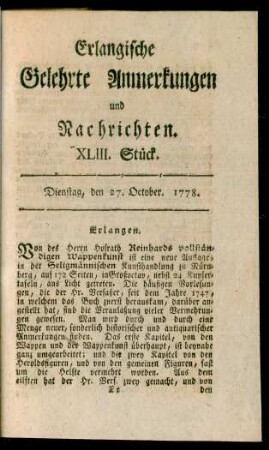 Erlangische
Gelehrte Anmerkungen
und
Nachrichten.
XLIII. Stück.
Dienstag, den 27. October. 1778.
Erlangen.
Von des Herrn Hofrath Reinhards vollstän-
digen Wappenkunst ist eine neue Auflage,
in der Seligmännischen Kunsthandlung zu Nürn-
berg, auf 172 Seiten, in Großoctav, nebst 24 Kupfer-
tafeln, ans Licht getreten. Die häufigen Vorlesun-
gen, die der Hr. Verfasser, seit dem Jahre 1747,
in welchem das Buch zuerst herauskam, darüber an-
gestellt hat, sind die Veranlassung vieler Vermehrun-
gen gewesen. Man wird durch und durch eine
Menge neuer, sonderlich historischer und antiquarischer
Anmerkungen finden. Das erste Kapitel, von den
Wappen und der Wappenkunst überhaupt, ist beynahe
ganz umgearbeitet; und die zwey Kapitel von den
Heroldsfiguren, und von den gemeinen Figuren, fast
um die Helfte vermehrt worden. Aus dem
eilften hat der Hr. Verf. zwey gemacht, und von
den